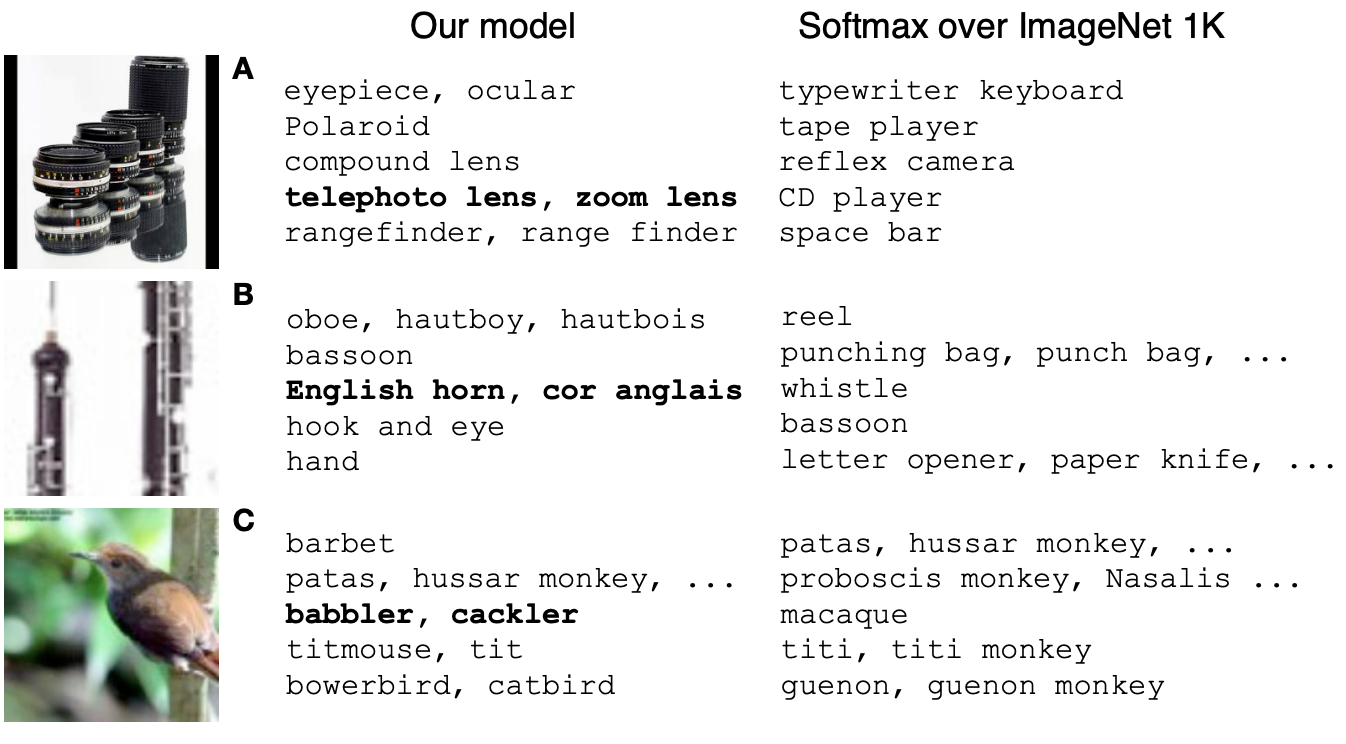 Our model Softmax over ImageNet 1K
A
eyepiece, ocular typewriter keyboard
Polaroid tape player
compound lens reflex camera
telephoto lens, zoom lens CD player
rangefinder, range finder space bar
B
oboe, hautboy, hautbois reel
bassoon punching bag, punch bag, ...
English horn, cor anglais whistle
hook and eye bassoon
hand letter opener, paper knife, ...
C
barbet patas, hussar monkey, ...
patas, hussar monkey, ... proboscis monkey, Nasalis ...
babbler, cackler macaque
titmouse, tit titi, titi monkey
bowerbird, catbird guenon, guenon monkey